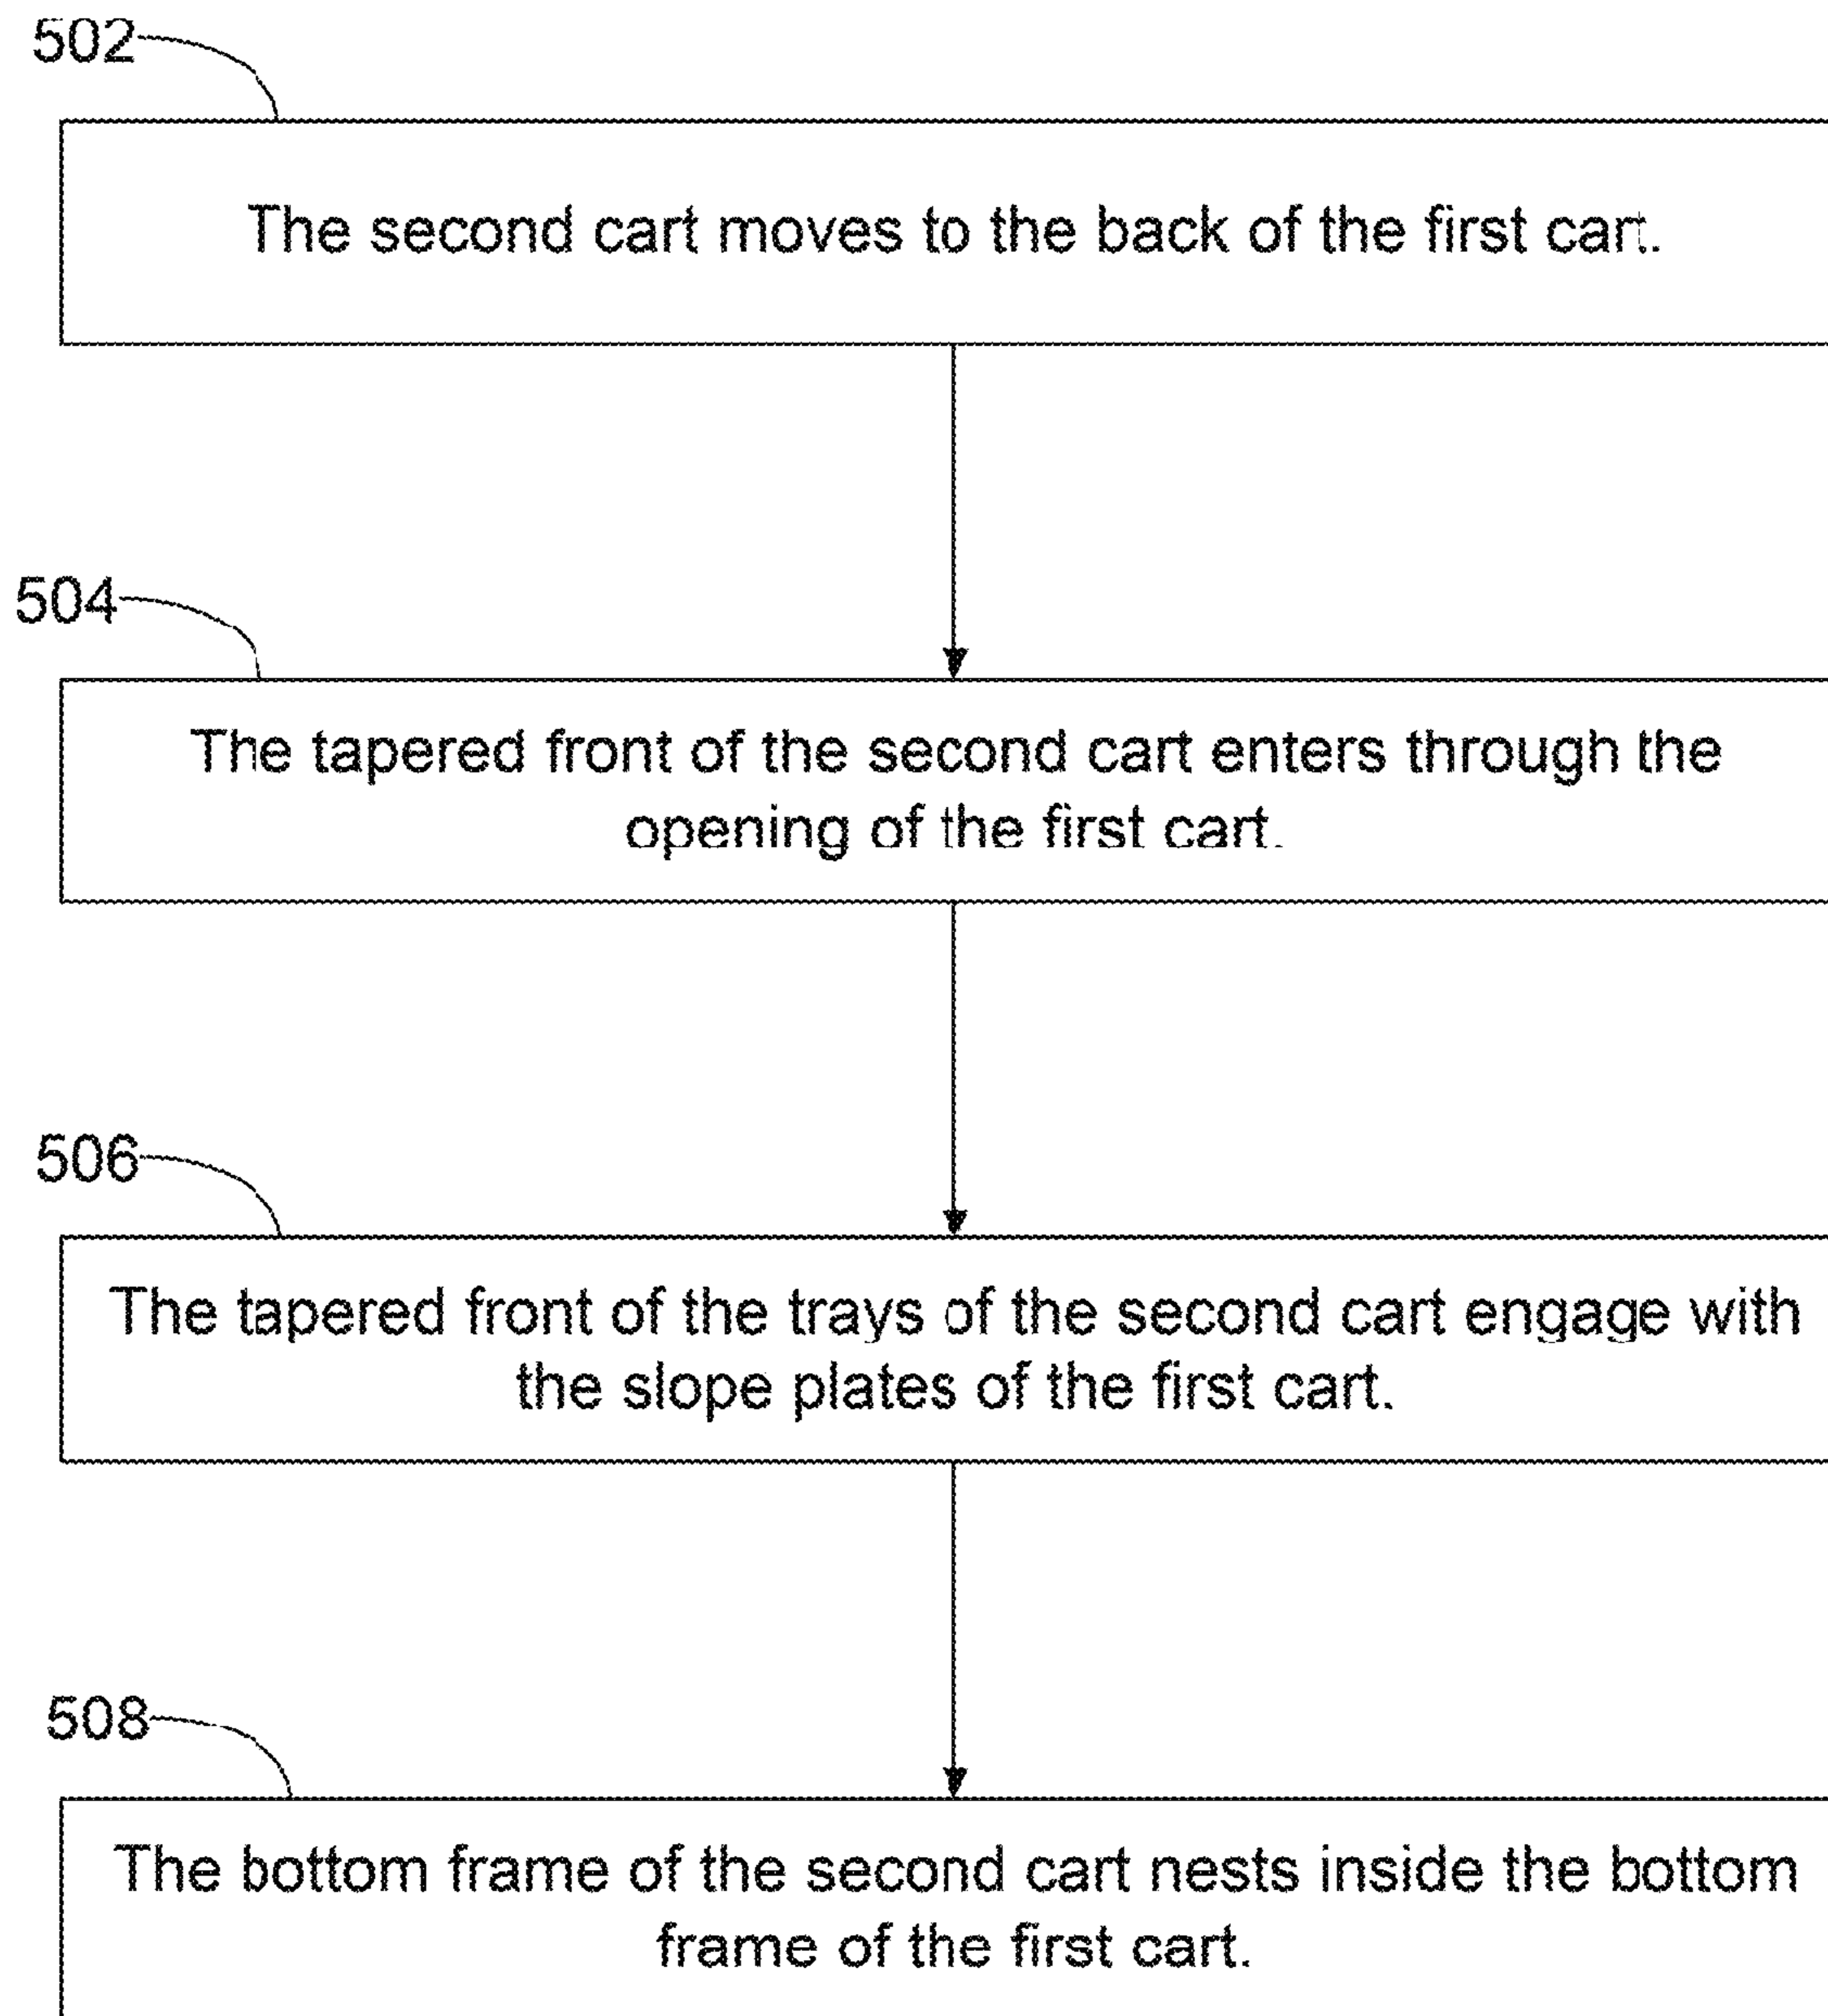 502
The second cart moves to the back of the first cart.
504
The tapered front of the second cart enters through the
opening of the first cart.
506
The tapered front of the trays of the second cart engage with
the slope plates of the first cart.
508
The bottom frame of the second cart nests inside the bottom
frame of the first cart.